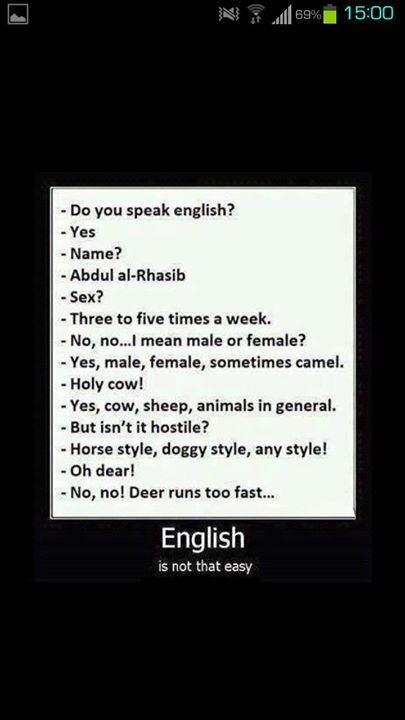 69% 15:00
- Do you speak english?
- Yes
- Name?
- Abdul al-Rhasib
- Sex?
- Three to five times a week.
- No, no...I mean male or female?
- Yes, male, female, sometimes camel.
- Holy cow!
- Yes, cow, sheep, animals in general.
- But isn't it hostile?
- Horse style, doggy style, any style!
- Oh dear!
- No, no! Deer runs too fast...
English
is not that easy